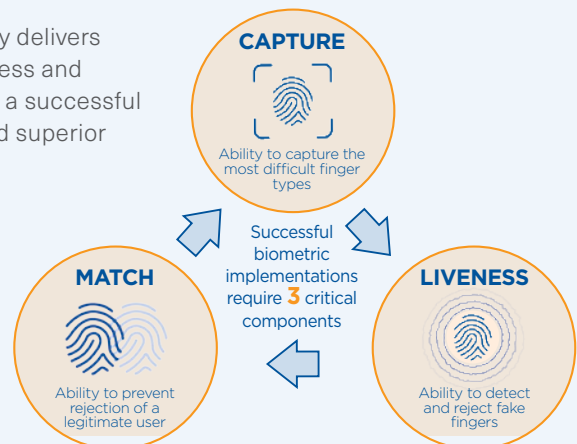 y delivers
ess and
a successful
d superior
CAPTURE
Ability to capture the
most difficult finger
types
Successful
biometric
implementations
require 3 critical
components
MATCH
Ability to prevent
rejection of a
legitimate user
LIVENESS
Ability to detect
and reject fake
fingers